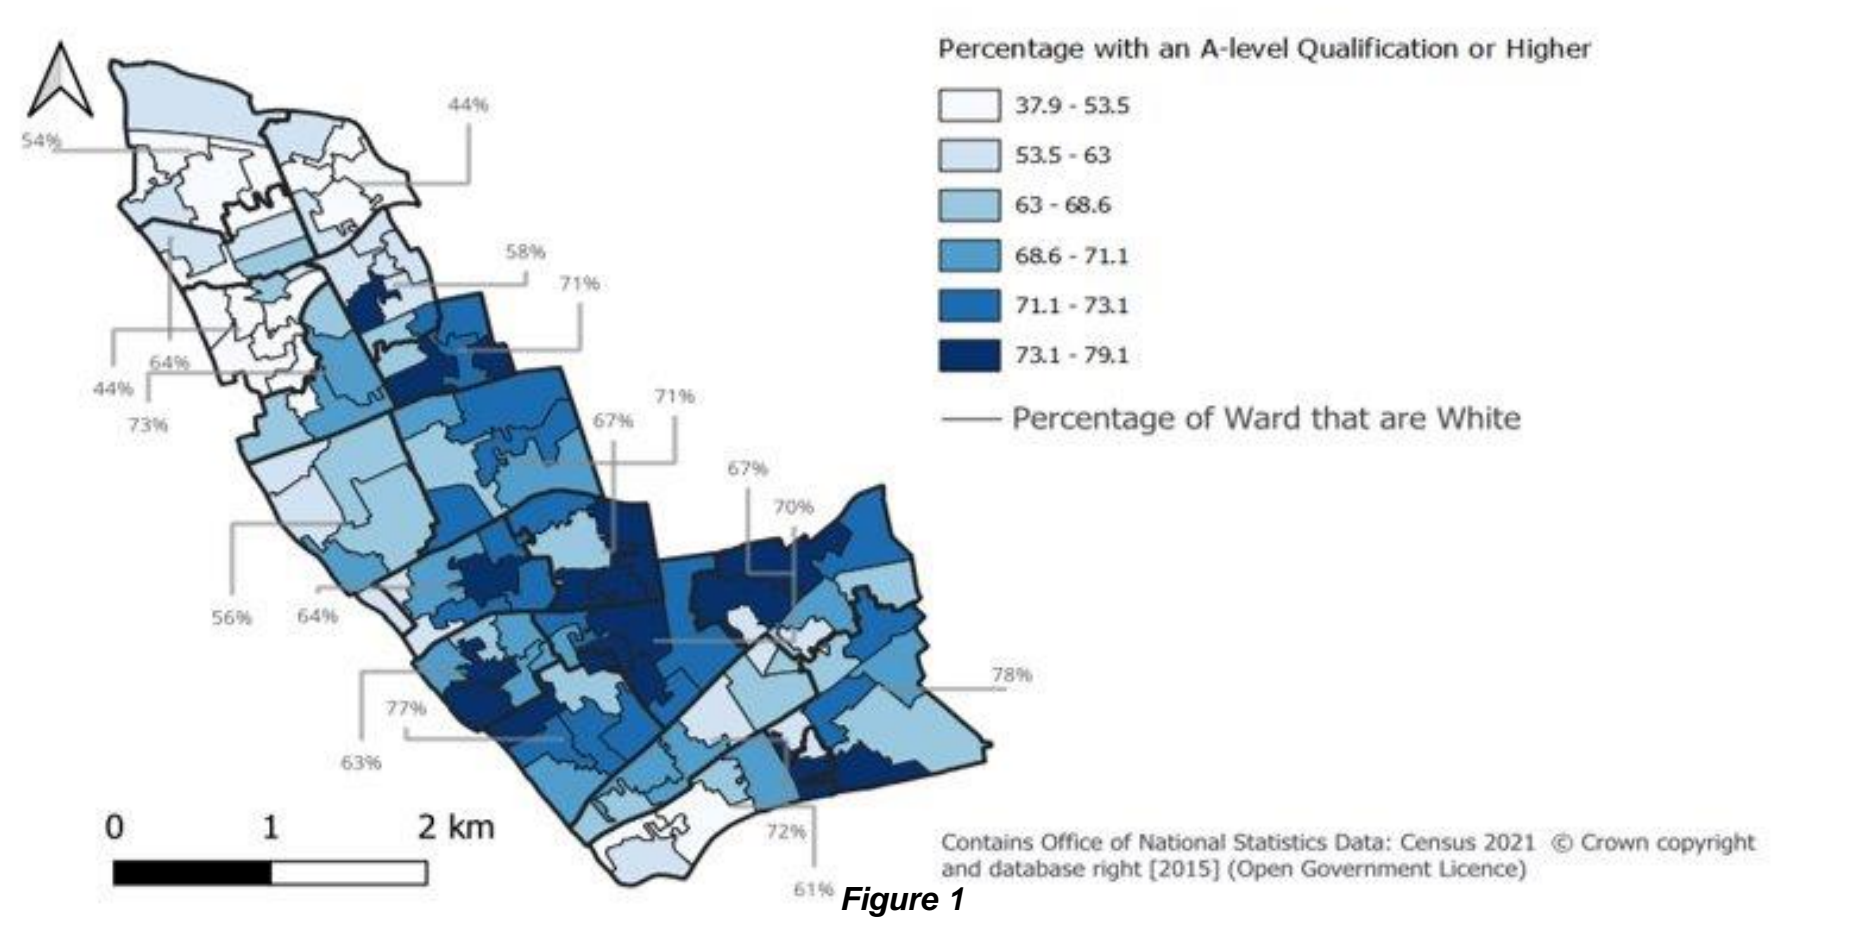 Percentage with an A-level Qualification or Higher
37.9 - 53.5
53.5 - 63
63 - 68.6
68.6 - 71.1
71.1 - 73.1
73.1 - 79.1
Percentage of Ward that are White
44%
54%
58%
71%
64%
44%
73%
71%
67%
67%
70%
56%
64%
78%
77%
63%
72%
61%
0 1 2 km
Contains Office of National Statistics Data: Census 2021 © Crown copyright
and database right [2015] (Open Government Licence)
Figure 1